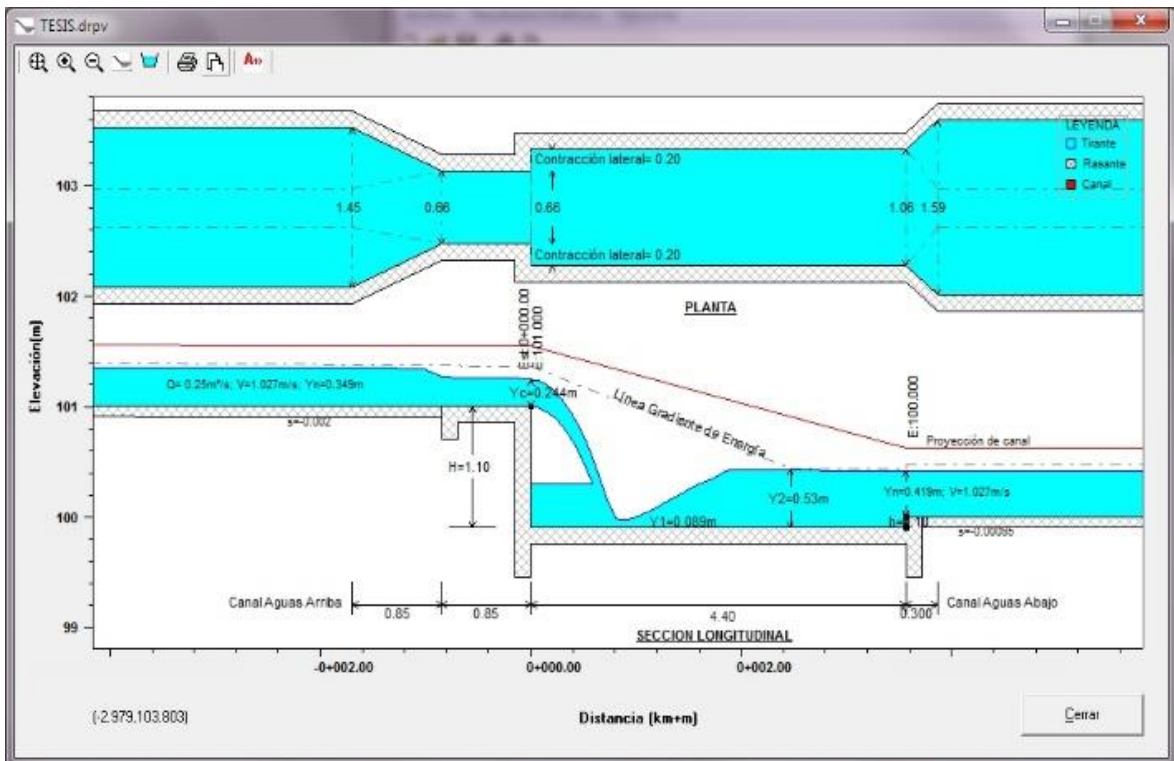 TESIS.drpv
A
103
102
101
100
99
Elevación(m)
LEYENDA
Tirante
Rasante
Canal
Contracción lateral= 0.20
1.45
0.66
0.66
1.06
1.59
Contracción lateral= 0.20
PLANTA
Est:0+000.00
E:101.000
Q= 0.25m³/s; V=1.027m/s; Yn=0.349m
Yc=0.244m
s=-0.002
Línea Gradiente de Energía
E:100.000
Proyección de canal
H=1.10
Y2=0.53m
Yn=0.419m; V=1.027m/s
Y1=0.089m
s=-0.00085
Canal Aguas Arriba
0.85
0.85
4.40
0.300
Canal Aguas Abajo
SECCION LONGITUDINAL
-0+002.00
0+000.00
0+002.00
(-2.979,103.803)
Distancia (km+m)
Cerrar